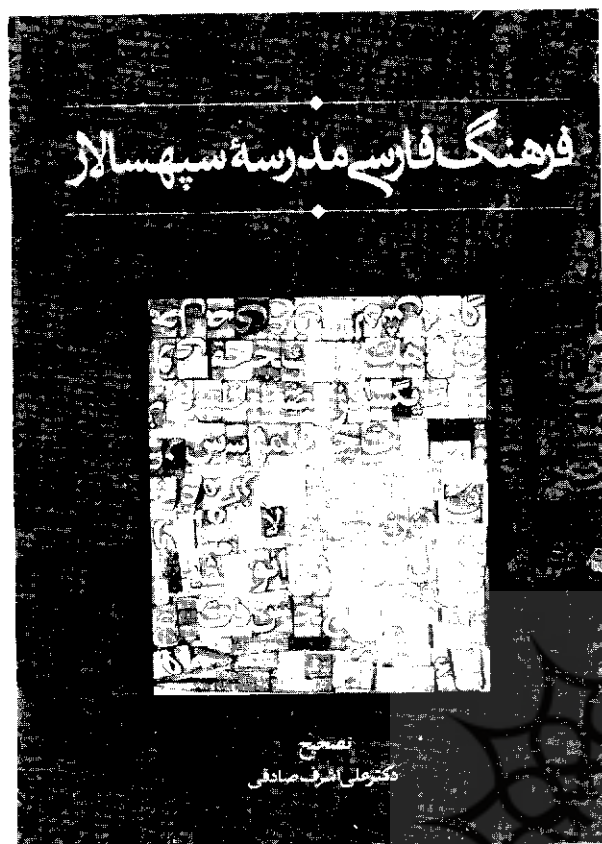 فرهنگ فارسی مدرسهٔ سپهسالار
تصحیح
دکتر علی اشرف صادقی